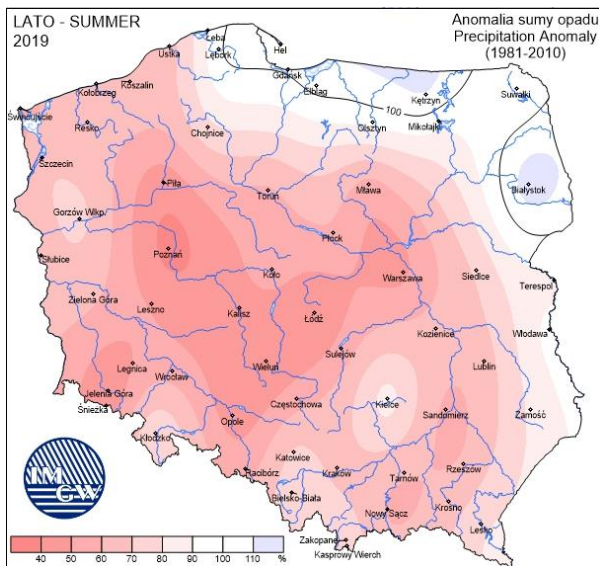 LATO - SUMMER
2019
Anomalia sumy opadu
Precipitation Anomaly
(1981-2010)
Łeba
Hel
Ustka
Lębork
Gdańsk
Koszalin
Kołobrzeg
Elbląg
Kętrzyn
Suwałki
100
Świnoujście
Resko
Chojnice
Olsztyn
Mikołajki
Szczecin
Piła
Toruń
Mława
Białystok
Gorzów Wlkp.
Płock
Słubice
Poznań
Koło
Warszawa
Siedlce
Terespol
Zielona Góra
Leszno
Kalisz
Łódź
Kozienice
Włodawa
Legnica
Wrocław
Wieluń
Sulejów
Lublin
Jelenia Góra
Śnieżka
Opole
Częstochowa
Kielce
Sandomierz
Zamość
Kłodzko
Katowice
Racibórz
Kraków
Tarnów
Rzeszów
Bielsko-Biała
Nowy Sącz
Krosno
Lesko
Zakopane
Kasprowy Wierch
IM
GW
40 50 60 70 80 90 100 110 %